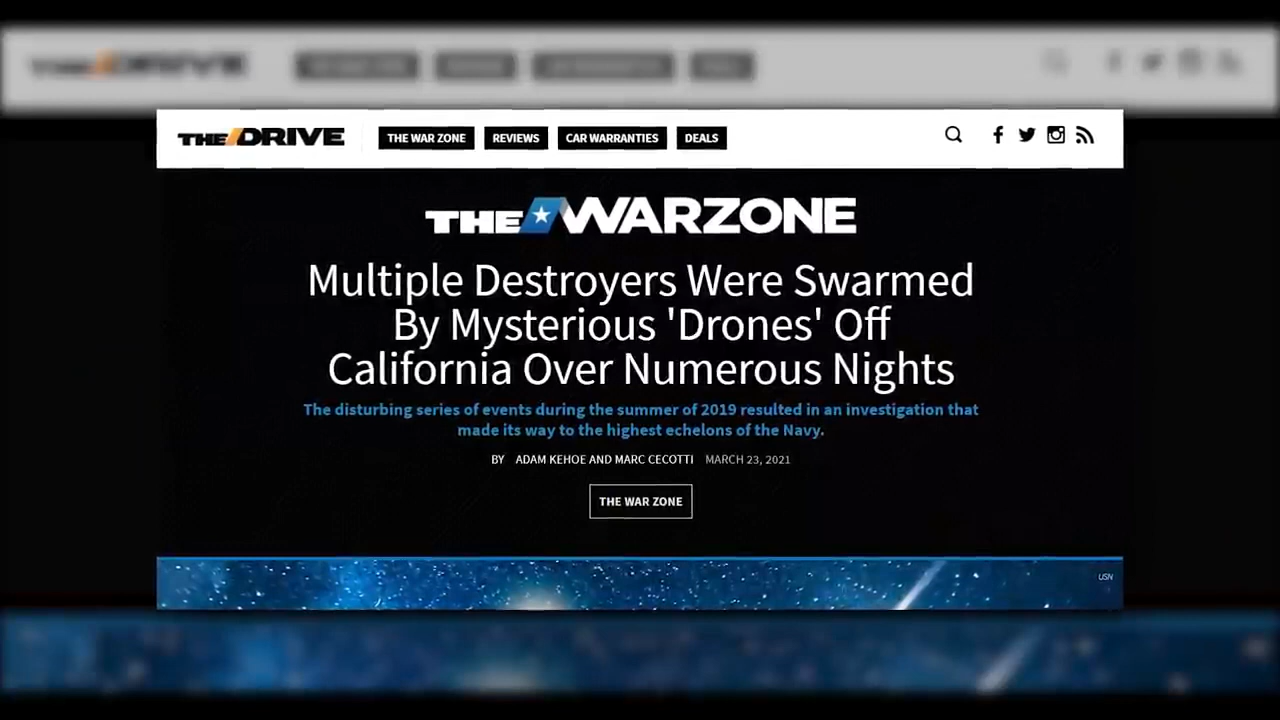 THE DRIVE THE WAR ZONE REVIEWS CAR WARRANTIES DEALS
THE WARZONE
Multiple Destroyers Were Swarmed
By Mysterious 'Drones' Off
California Over Numerous Nights
The disturbing series of events during the summer of 2019 resulted in an investigation that
made its way to the highest echelons of the Navy.
BY ADAM KEHOE AND MARC CECOTTI MARCH 23, 2021
THE WAR ZONE
USN